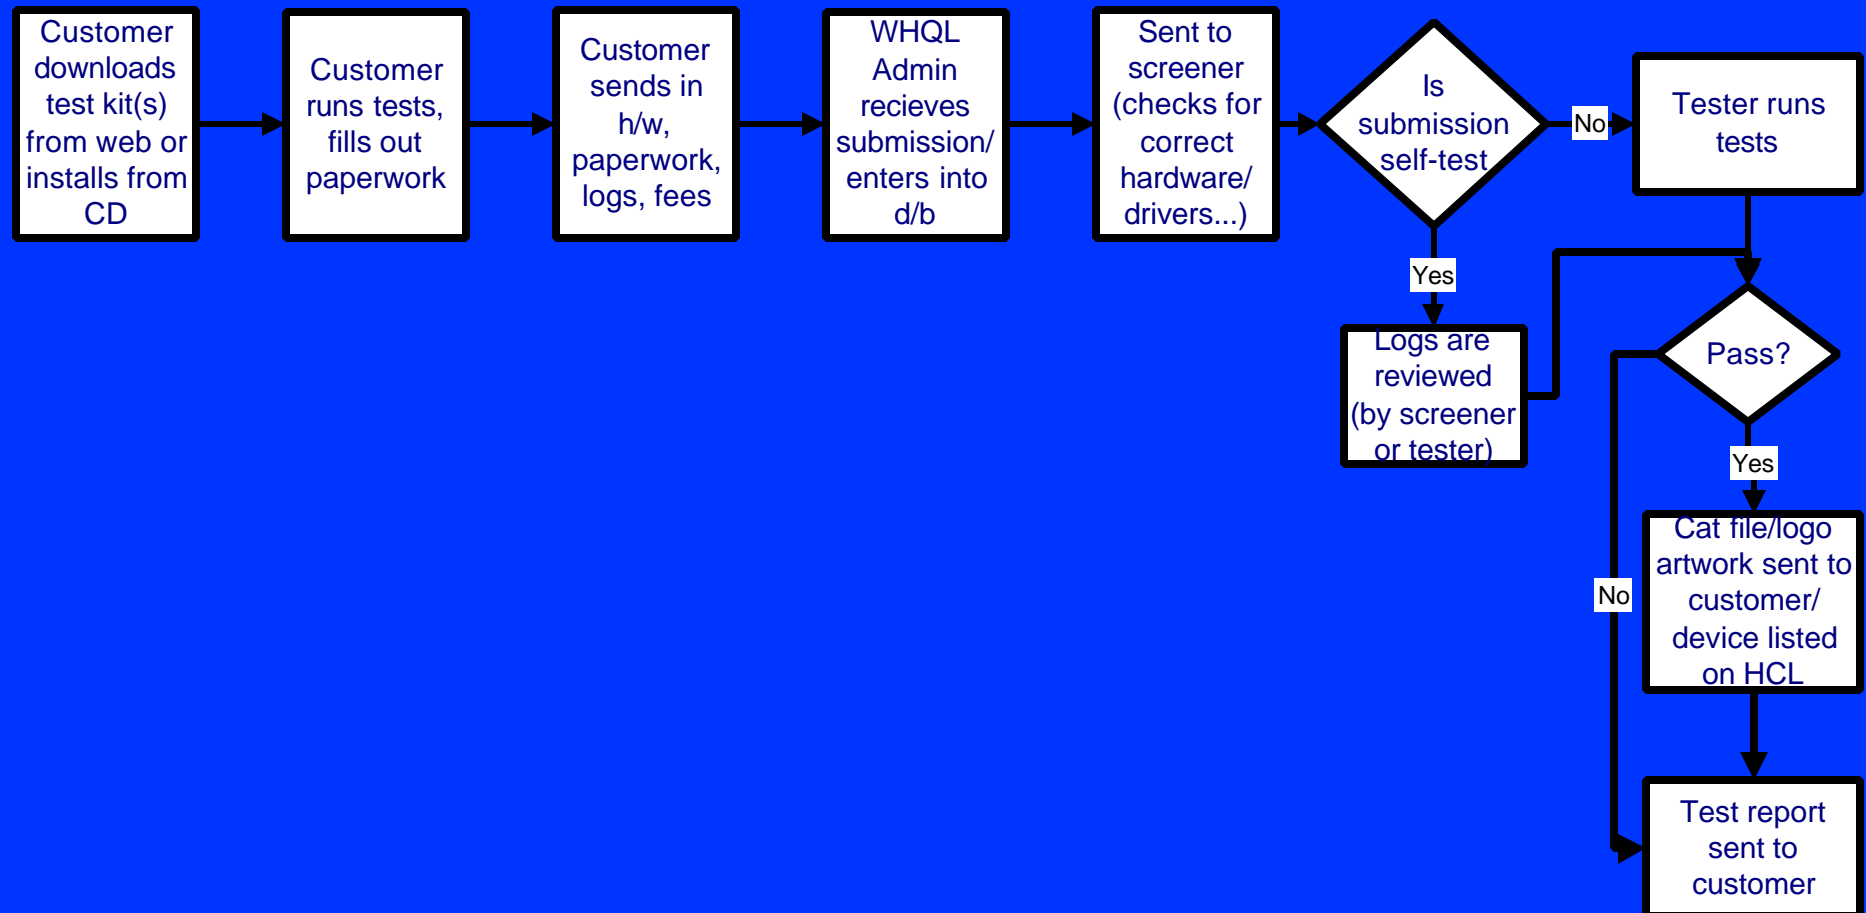 Customer
downloads
test kit(s)
from web or
installs from
CD
Customer
runs tests,
fills out
paperwork
Customer
sends in
h/w,
paperwork,
logs, fees
WHQL
Admin
recieves
submission/
enters into
d/b
Sent to
screener
(checks for
correct
hardware/
drivers...)
Is
submission
self-test
No
Tester runs
tests
Yes
Logs are
reviewed
(by screener
or tester)
Pass?
Yes
No
Cat file/logo
artwork sent to
customer/
device listed
on HCL
Test report
sent to
customer